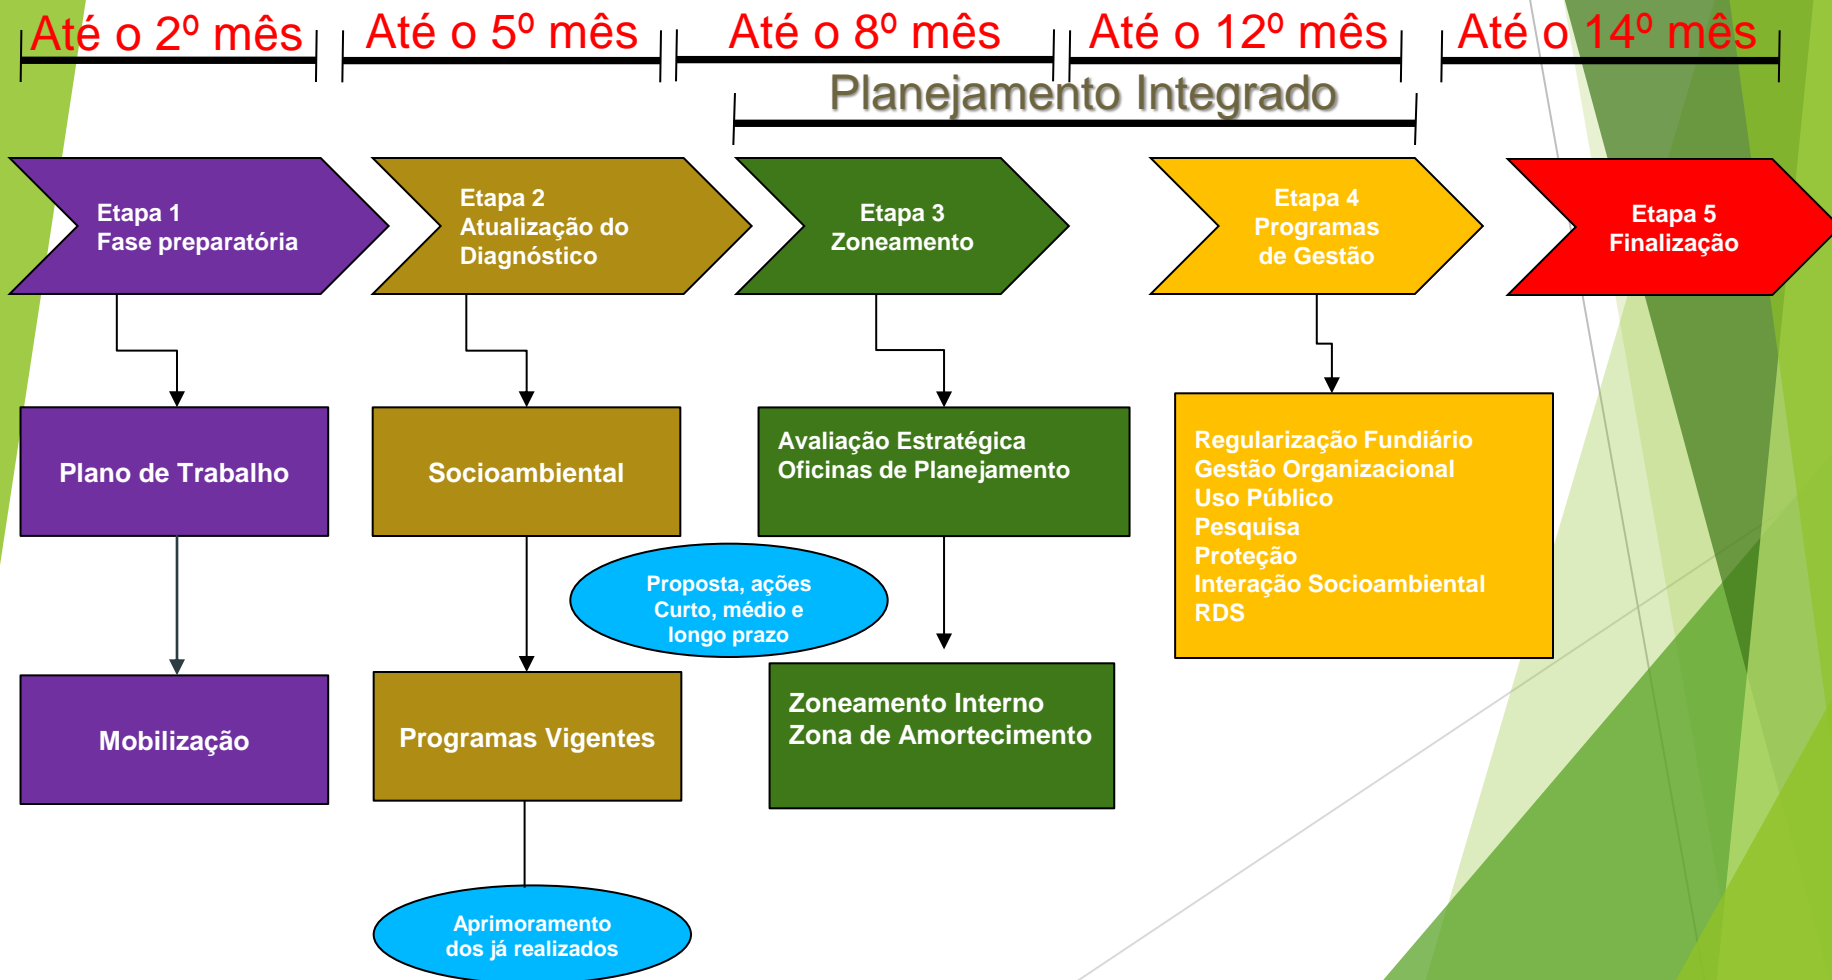 Até o 2º mês
Até o 5º mês
Até o 8º mês
Até o 12º mês
Até o 14º mês
Planejamento Integrado
Etapa 1
Fase preparatória
Etapa 2
Atualização do
Diagnóstico
Etapa 3
Zoneamento
Etapa 4
Programas
de Gestão
Etapa 5
Finalização
Plano de Trabalho
Socioambiental
Avaliação Estratégica
Oficinas de Planejamento
Regularização Fundiário
Gestão Organizacional
Uso Público
Pesquisa
Proteção
Interação Socioambiental
RDS
Proposta, ações
Curto, médio e
longo prazo
Mobilização
Programas Vigentes
Zoneamento Interno
Zona de Amortecimento
Aprimoramento
dos já realizados